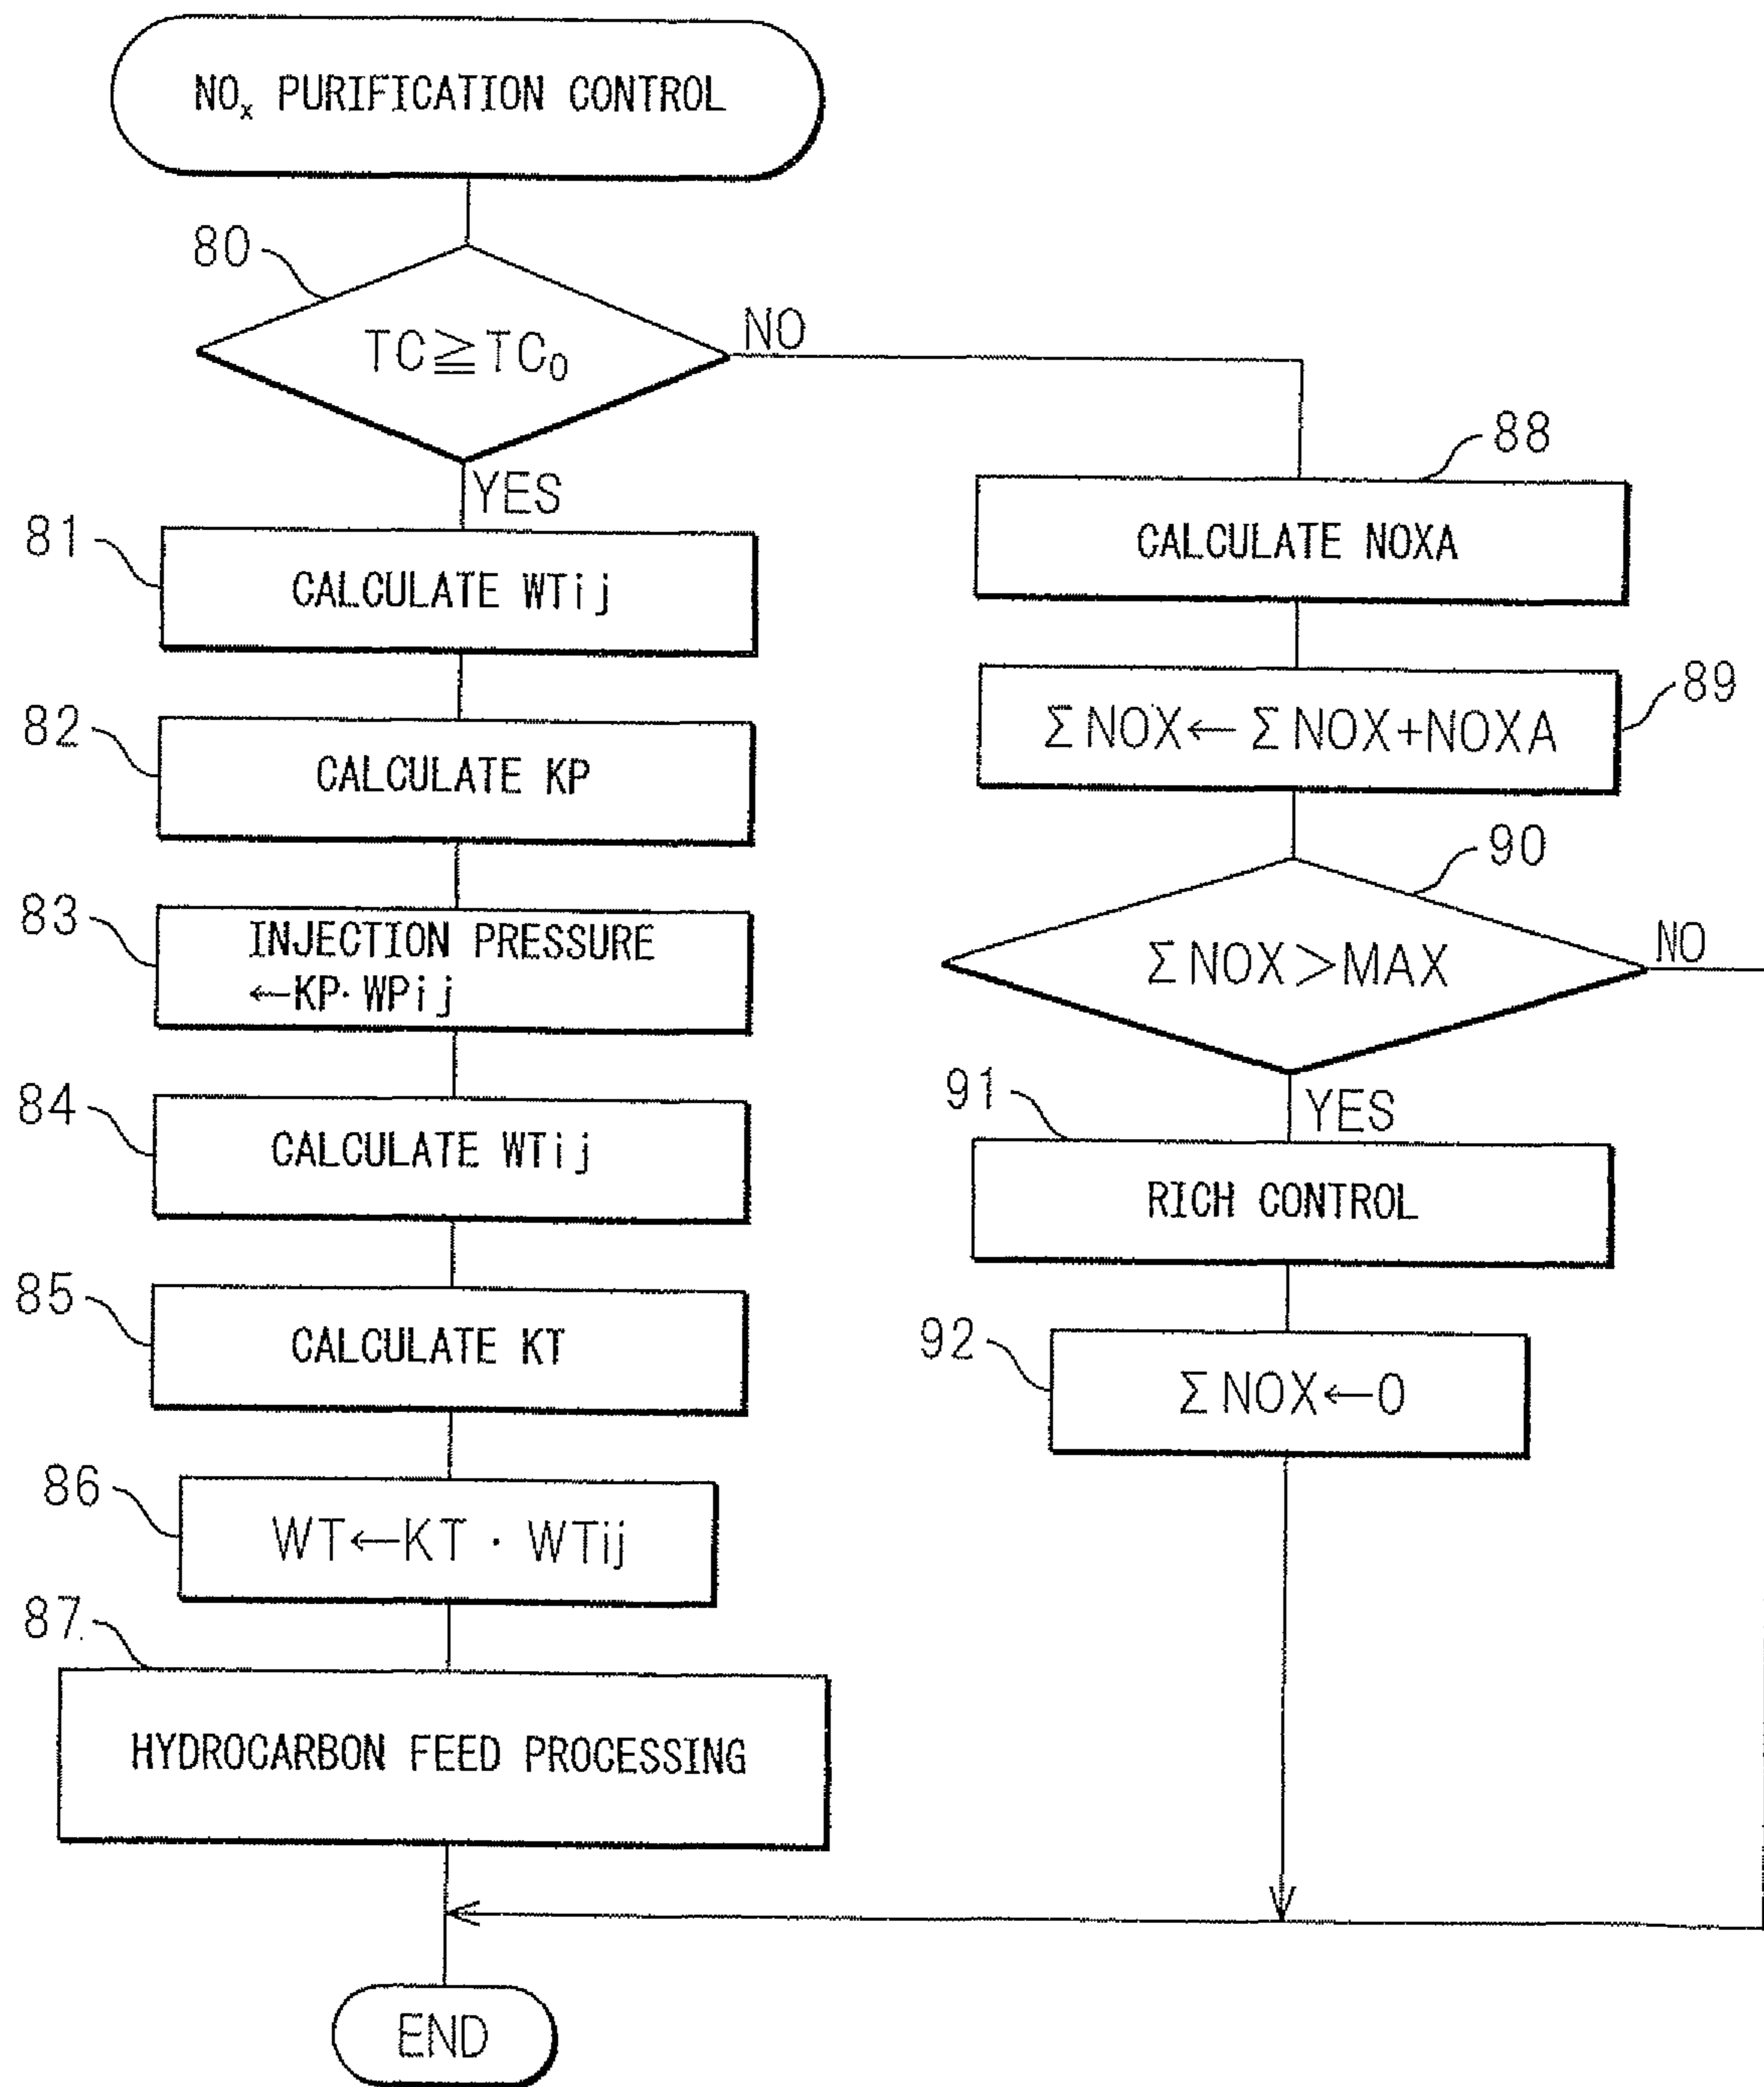 NOx PURIFICATION CONTROL
80
TC≧TC0
NO
YES
81
CALCULATE WTij
82
CALCULATE KP
83
INJECTION PRESSURE
←KP·WPij
84
CALCULATE WTij
85
CALCULATE KT
86
WT←KT · WTij
87
HYDROCARBON FEED PROCESSING
88
CALCULATE NOXA
89
ΣNOX←ΣNOX+NOXA
90
ΣNOX>MAX
NO
YES
91
RICH CONTROL
92
ΣNOX←0
END